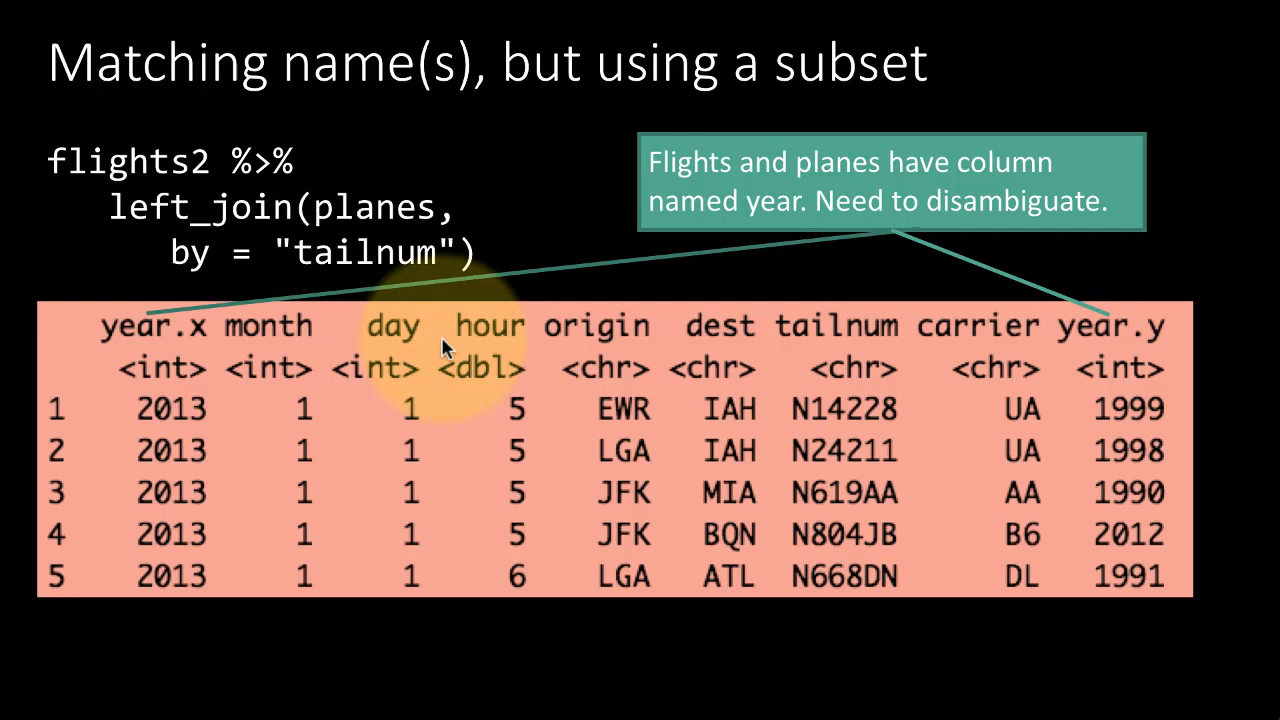 Matching name(s), but using a subset
flights2 %>%
left_join(planes,
by = "tailnum")
Flights and planes have column
named year. Need to disambiguate.
year.x month day hour origin dest tailnum carrier year.y
<int> <int> <int> <dbl> <chr> <chr> <chr> <chr> <int>
1 2013 1 1 5 EWR IAH N14228 UA 1999
2 2013 1 1 5 LGA IAH N24211 UA 1998
3 2013 1 1 5 JFK MIA N619AA AA 1990
4 2013 1 1 5 JFK BQN N804JB B6 2012
5 2013 1 1 6 LGA ATL N668DN DL 1991